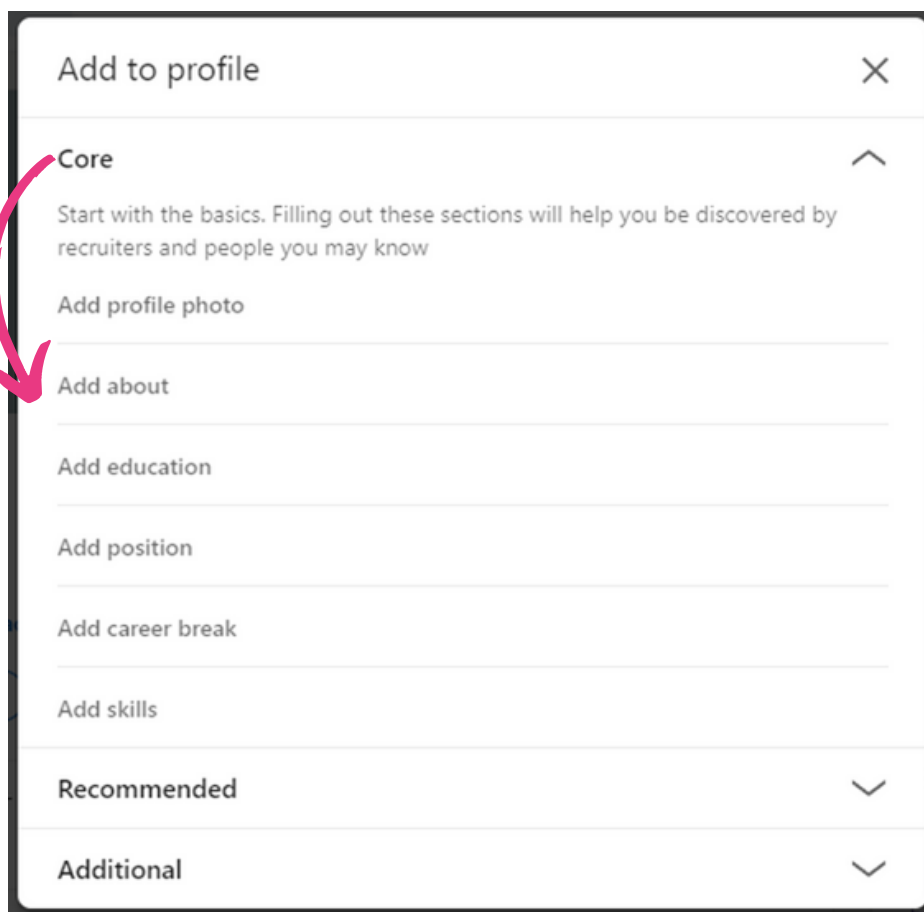 Add to profile
Core
Start with the basics. Filling out these sections will help you be discovered by
recruiters and people you may know
Add profile photo
Add about
Add education
Add position
Add career break
Add skills
Recommended
Additional